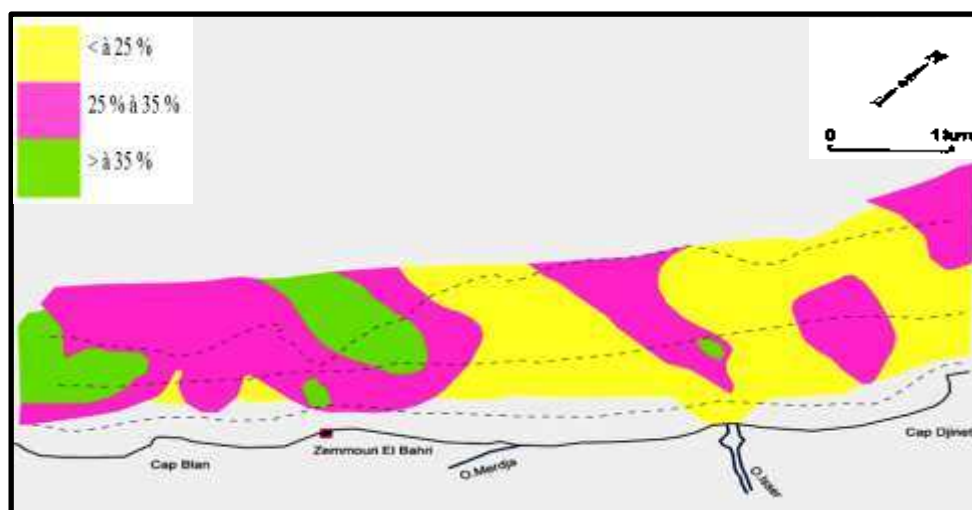 < à 25 %
25 % à 35 %
> à 35 %
0
Cap Blan
Zemmouri El Bahri
O.Merdja
O.Isser
Cap Djinet